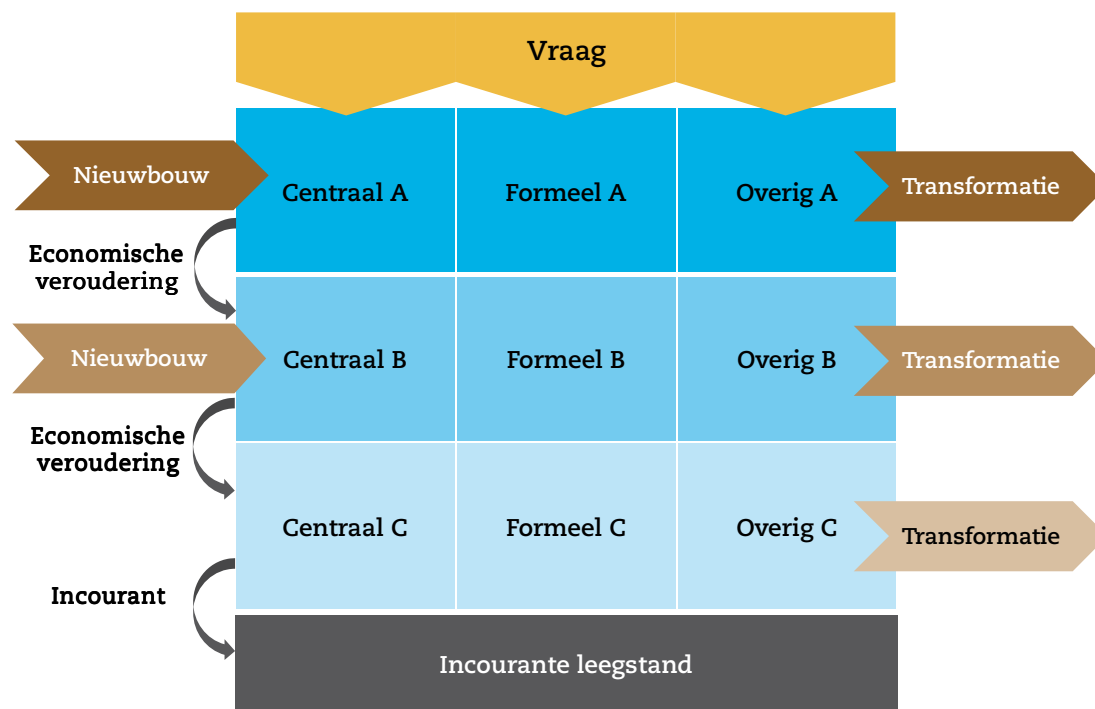 Vraag
Nieuwbouw
Centraal A
Formeel A
Overig A
Transformatie
Economische
veroudering
Nieuwbouw
Centraal B
Formeel B
Overig B
Transformatie
Economische
veroudering
Centraal C
Formeel C
Overig C
Transformatie
Incourant
Incourante leegstand